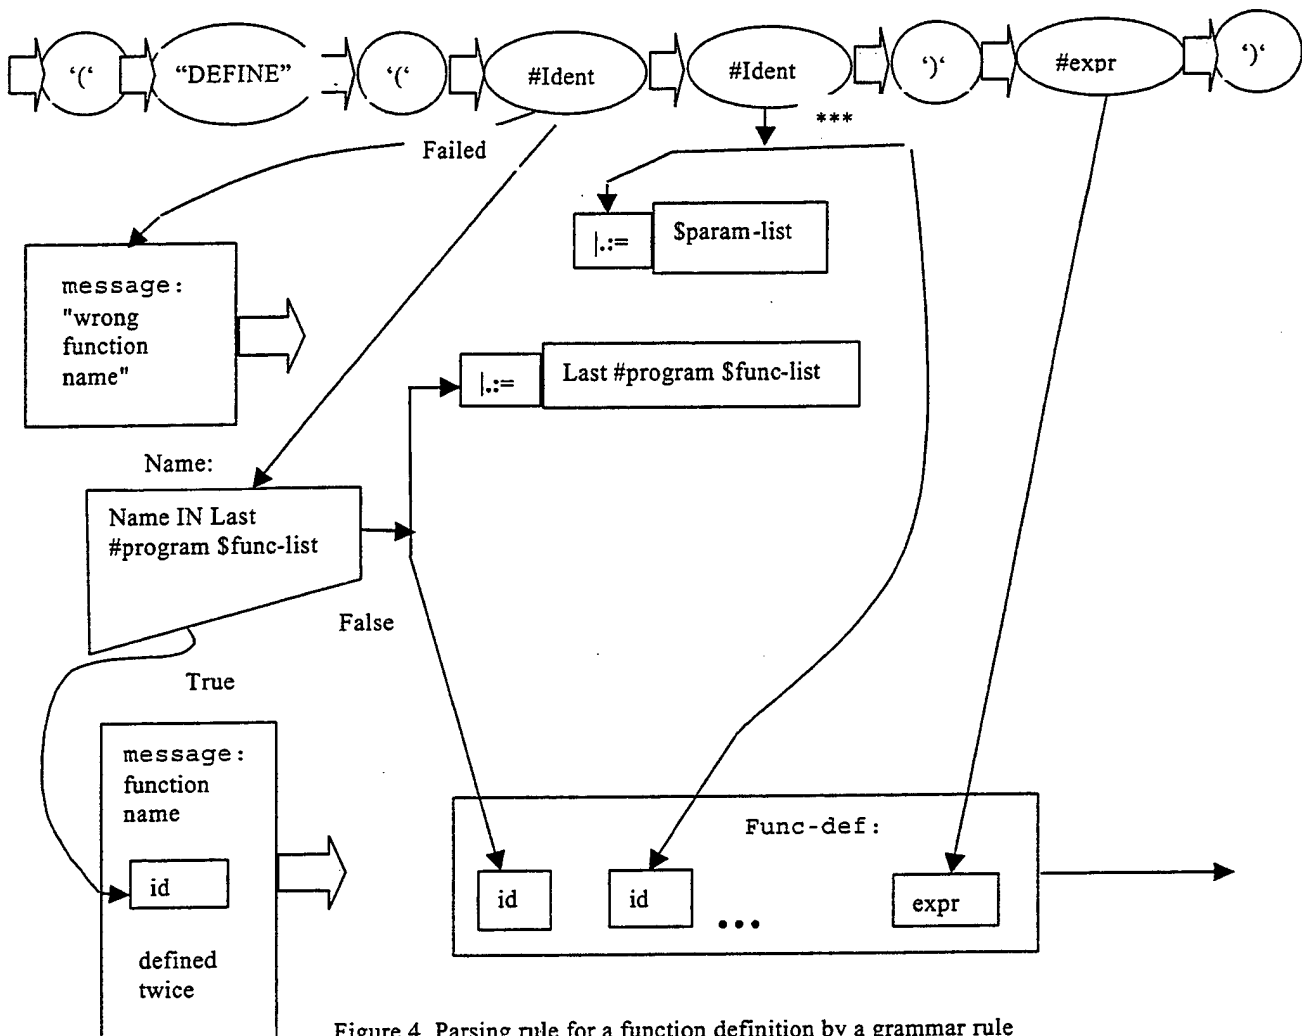 ‘(‘ “DEFINE” ‘(‘ #Ident #Ident ‘)‘ #expr ‘)‘
***
Failed
|.:= $param-list
message:
"wrong
function
name"
|.:= Last #program $func-list
Name:
Name IN Last
#program $func-list
False
True
message:
function
name
id
defined
twice
Func-def:
id id ... expr
Figure 4. Parsing rule for a function definition by a grammar rule